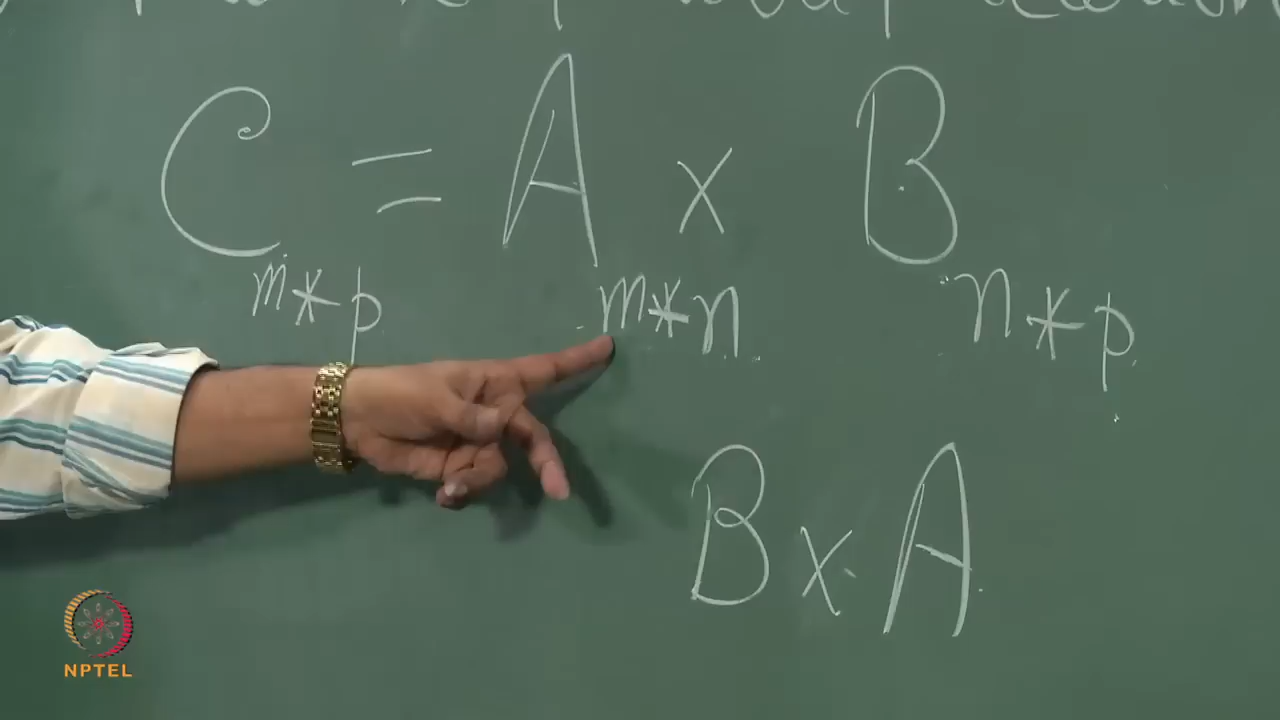 C = A × B
m*p m*n n*p
B × A
NPTEL